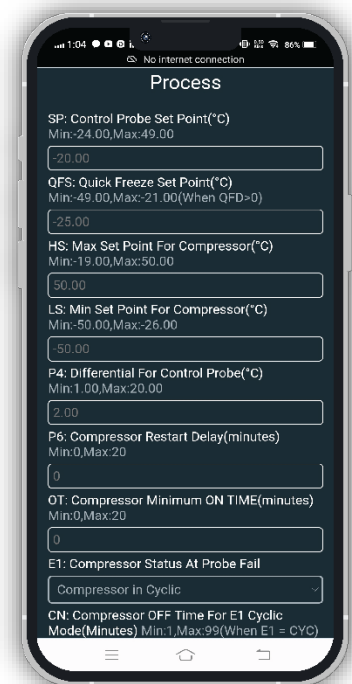 1:04
86%
No internet connection
Process
SP: Control Probe Set Point(°C)
Min:-24.00,Max:49.00
-20.00
QFS: Quick Freeze Set Point(°C)
Min:-49.00,Max:-21.00(When QFD>0)
-25.00
HS: Max Set Point For Compressor(°C)
Min:-19.00,Max:50.00
50.00
LS: Min Set Point For Compressor(°C)
Min:-50.00,Max:-26.00
-50.00
P4: Differential For Control Probe(°C)
Min:1.00,Max:20.00
2.00
P6: Compressor Restart Delay(minutes)
Min:0,Max:20
0
OT: Compressor Minimum ON TIME(minutes)
Min:0,Max:20
0
E1: Compressor Status At Probe Fail
Compressor in Cyclic
CN: Compressor OFF Time For E1 Cyclic
Mode(Minutes) Min:1,Max:99(When E1 = CYC)